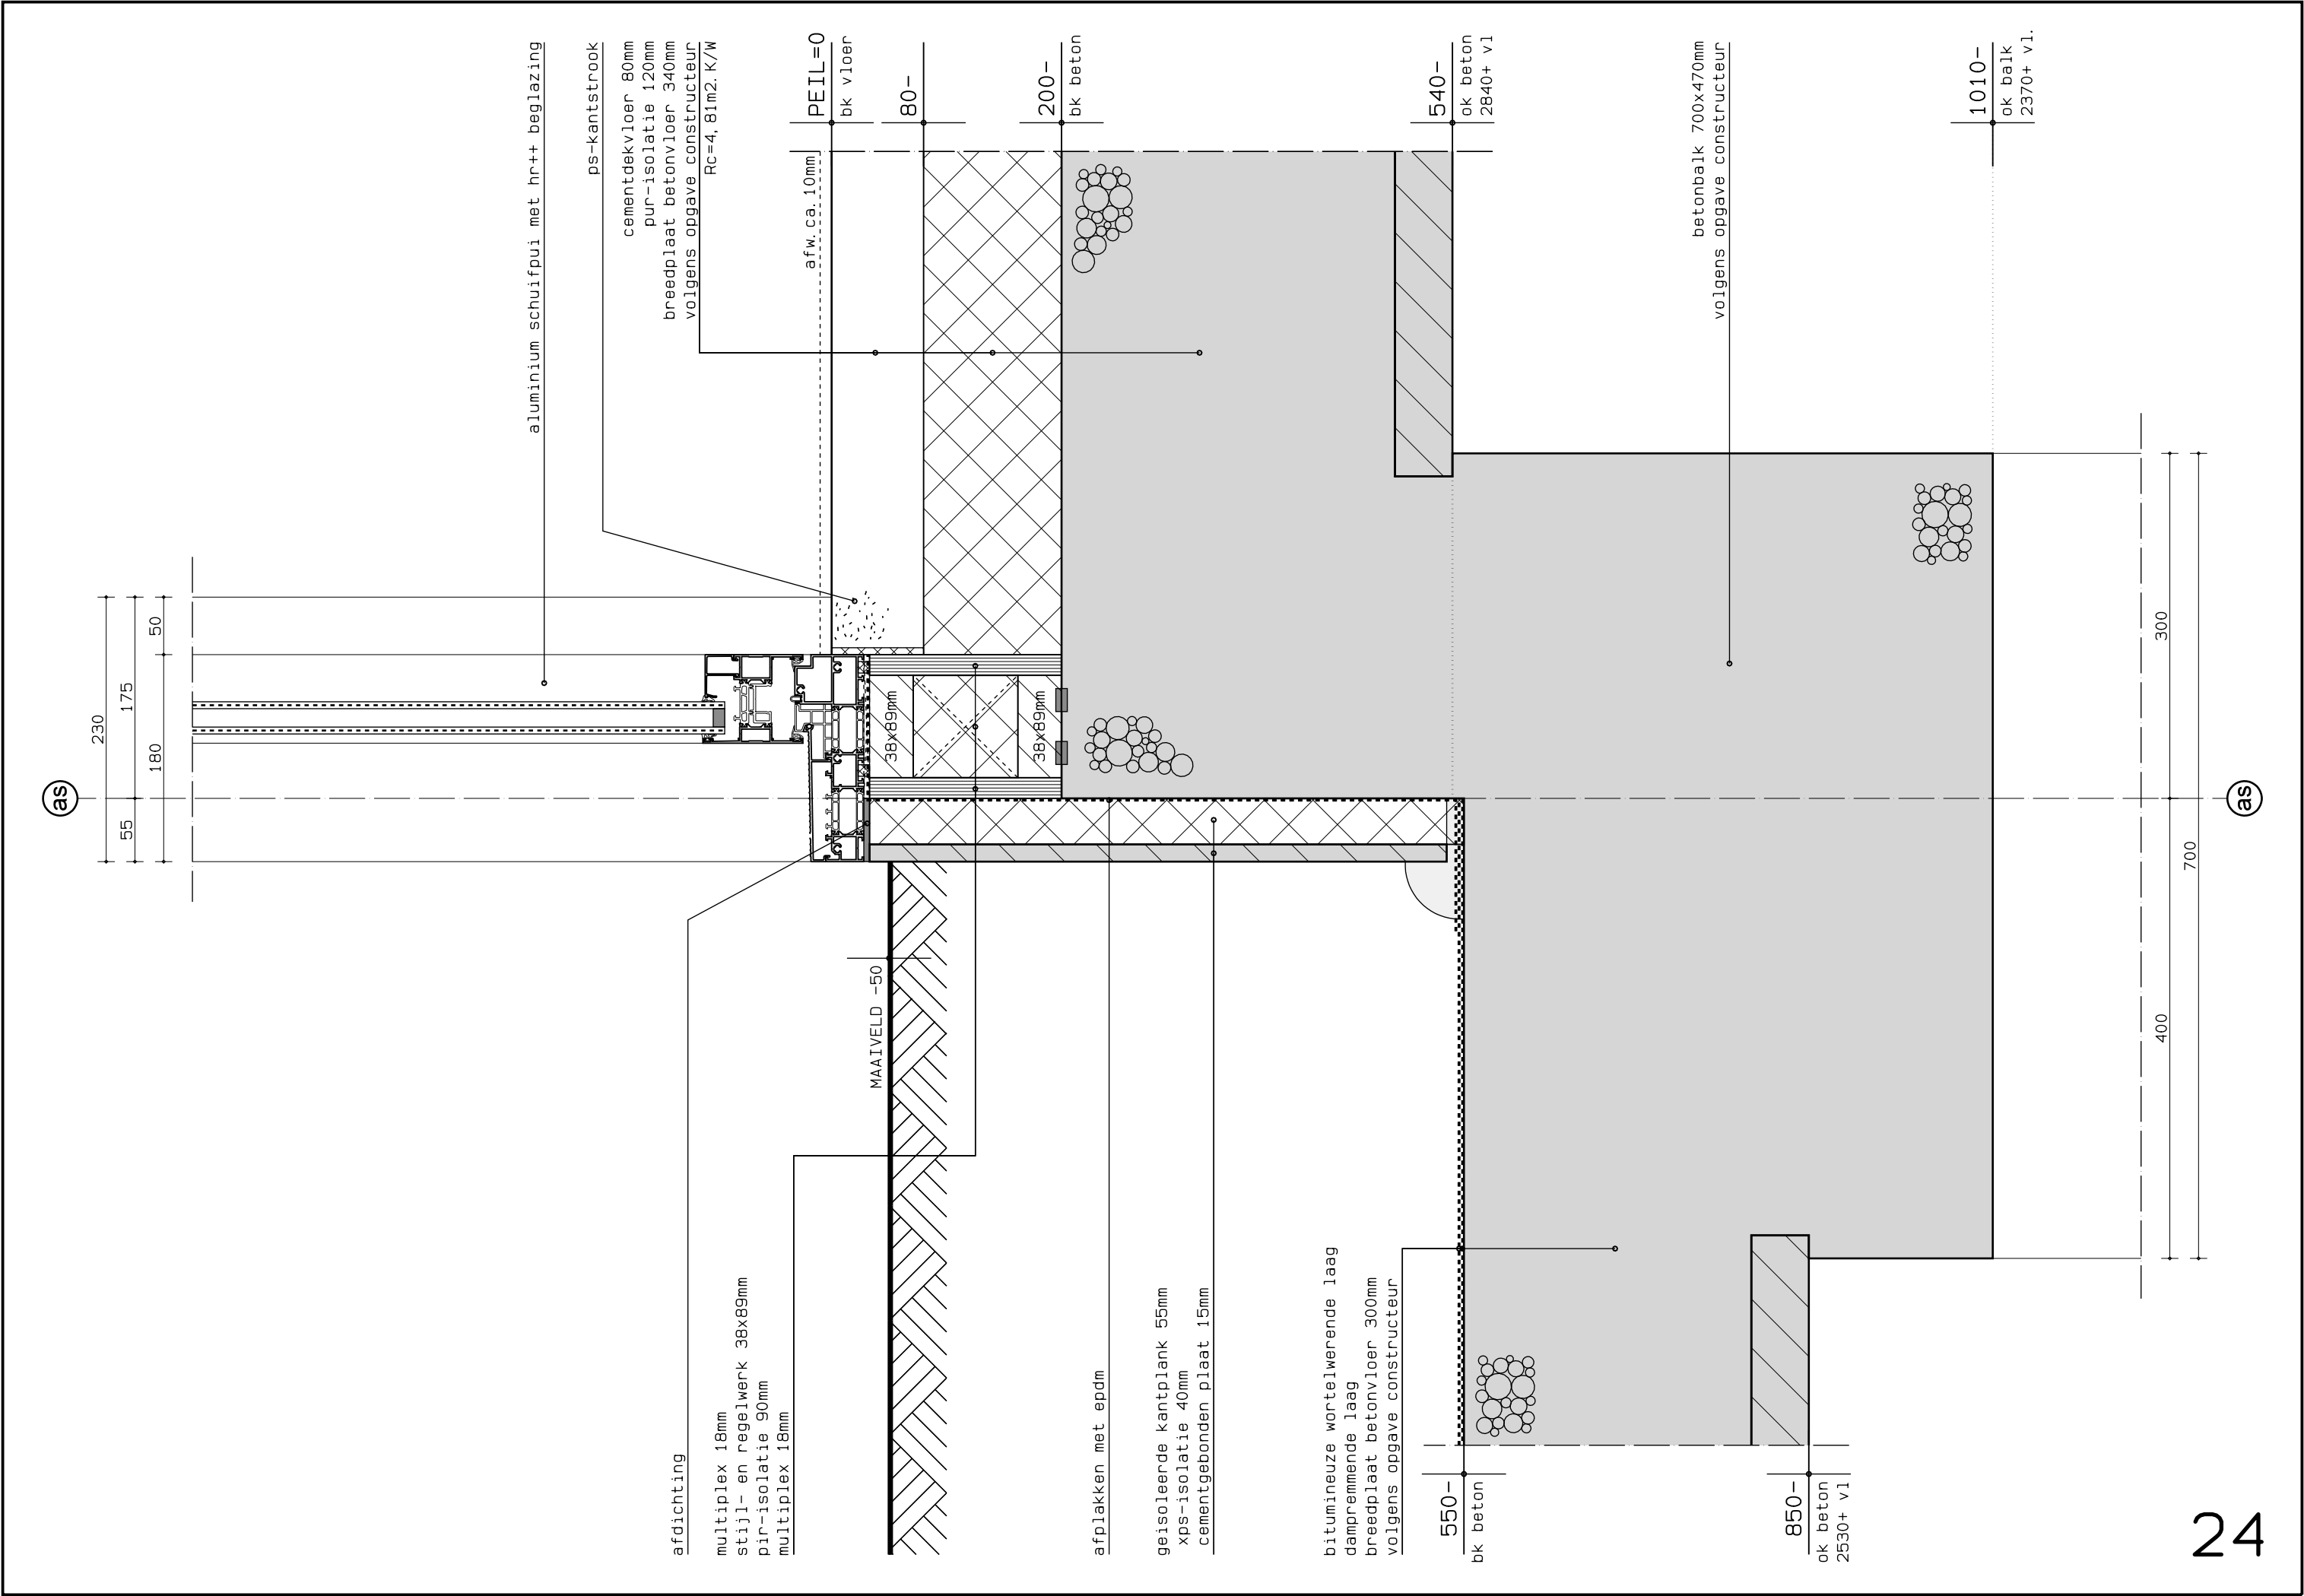 aluminium schuifpui met hr++ beglazing
ps-kantstrook
cementdekvloer 80mm
pur-isolatie 120mm
breedplaat betonvloer 340mm
volgens opgave constructeur
Rc=4, 81m2. K/W
afw. ca. 10mm
PEIL=0
bk vloer
80-
200-
bk beton
540-
ok beton
2840+ vl
betonbalk 700x470mm
volgens opgave constructeur
1010-
ok balk
2370+ vl.
230
55
175
180
50
as
38x89mm
38x89mm
as
300
400
700
MAAIVELD -50
afdichting
multiplex 18mm
stijl- en regelwerk 38x89mm
pir-isolatie 90mm
multiplex 18mm
afplakken met epdm
geisoleerde kantplank 55mm
xps-isolatie 40mm
cementgebonden plaat 15mm
bitumineuze wortelwerende laag
dampremmende laag
breedplaat betonvloer 300mm
volgens opgave constructeur
550-
bk beton
850-
ok beton
2530+ vl
24